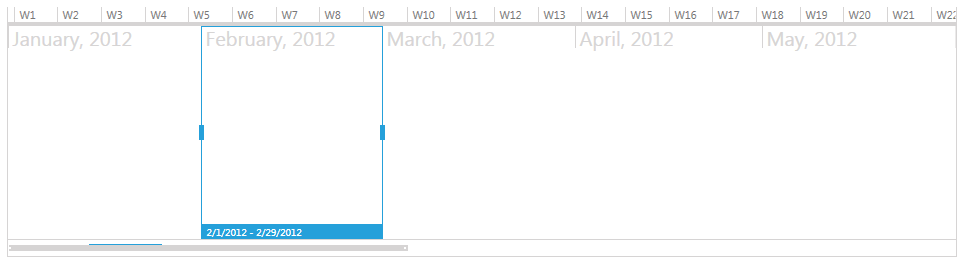 W1 W2 W3 W4 W5 W6 W7 W8 W9 W10 W11 W12 W13 W14 W15 W16 W17 W18 W19 W20 W21 W22
January, 2012 February, 2012 March, 2012 April, 2012 May, 2012
2/1/2012 - 2/29/2012